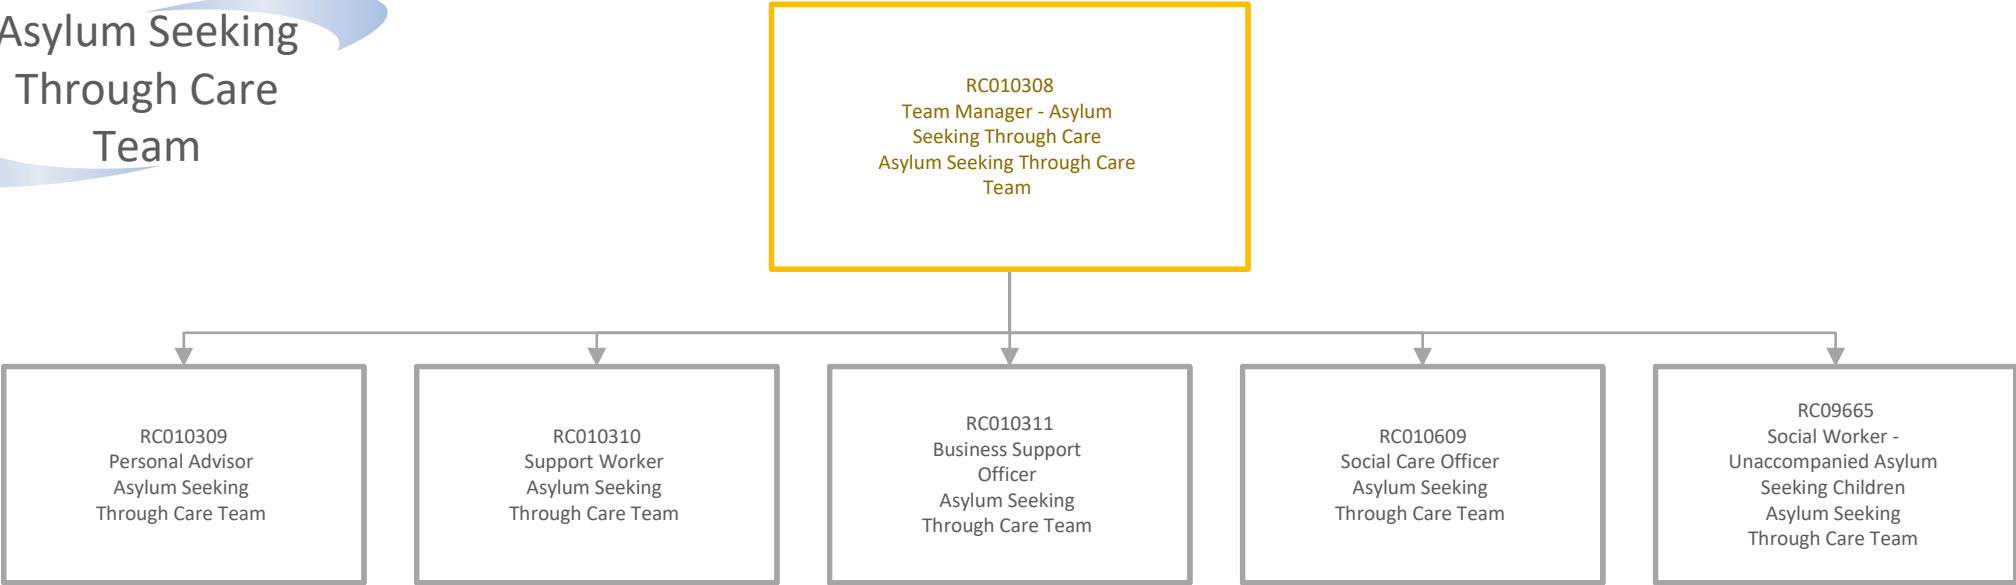 Asylum Seeking
Through Care
Team
RC010308
Team Manager - Asylum
Seeking Through Care
Asylum Seeking Through Care
Team
RC010309
Personal Advisor
Asylum Seeking
Through Care Team
RC010310
Support Worker
Asylum Seeking
Through Care Team
RC010311
Business Support
Officer
Asylum Seeking
Through Care Team
RC010609
Social Care Officer
Asylum Seeking
Through Care Team
RC09665
Social Worker -
Unaccompanied Asylum
Seeking Children
Asylum Seeking
Through Care Team